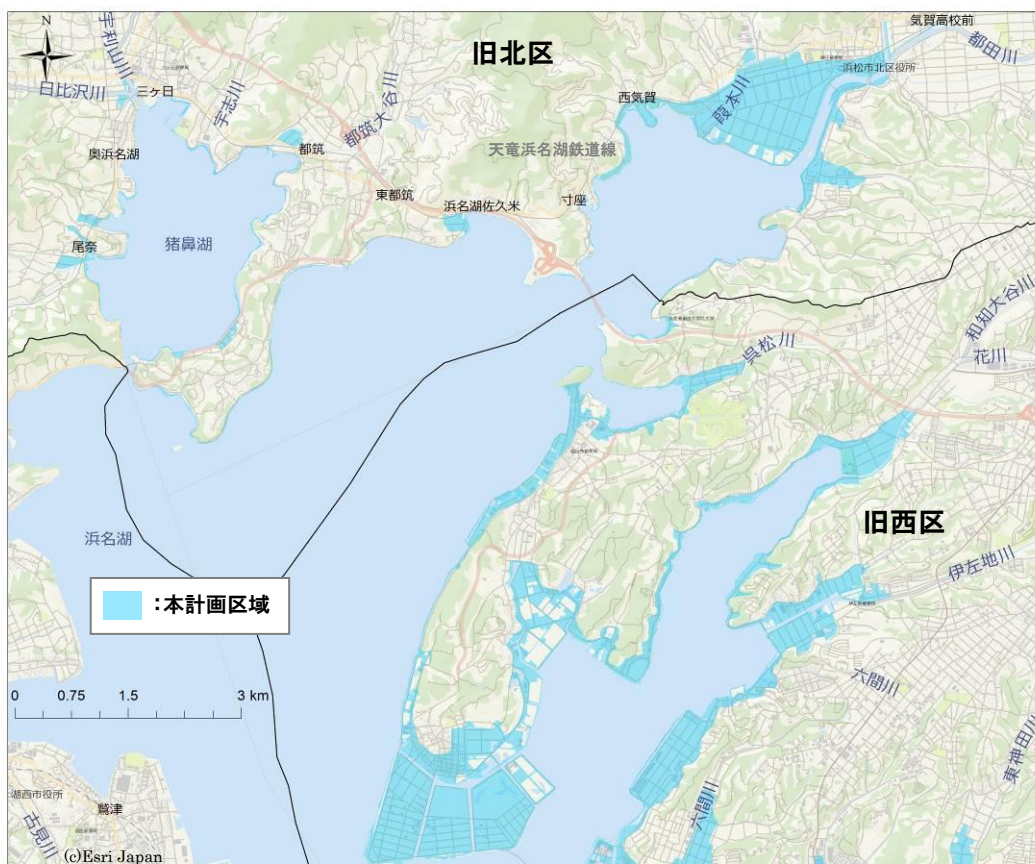 N
宇利山川
旧北区
気賀高校前
都田川
浜松市北区役所
日比沢川
三ヶ日
宇志川
都筑大谷川
西気賀
葭本川
奥浜名湖
都筑
天竜浜名湖鉄道線
東都筑
浜名湖佐久米
寸座
尾奈
猪鼻湖
和知大谷川
呉松川
花川
旧西区
浜名湖
伊左地川
:本計画区域
六間川
0 0.75 1.5 3 km
東神田川
湖西市役所
鷲津
六間川
古見川
(c)Esri Japan